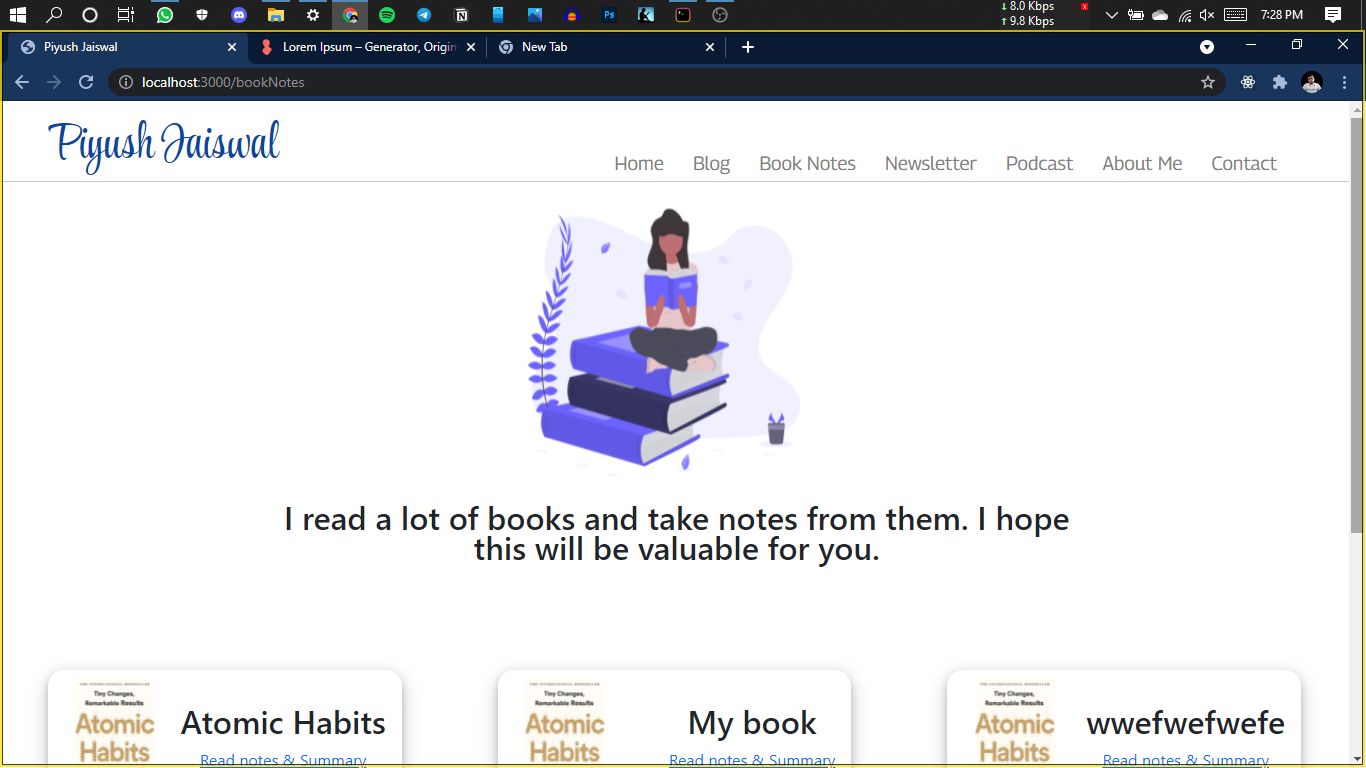 ↓ 8.0 Kbps
↑ 9.8 Kbps
7:28 PM
Piyush Jaiswal
Lorem Ipsum – Generator, Origin
New Tab
localhost:3000/bookNotes
Piyush Jaiswal
Home Blog Book Notes Newsletter Podcast About Me Contact
I read a lot of books and take notes from them. I hope
this will be valuable for you.
THE INTERNATIONAL BESTSELLER
Tiny Changes,
Remarkable Results
Atomic
Habits
Atomic Habits
Read notes & Summary
THE INTERNATIONAL BESTSELLER
Tiny Changes,
Remarkable Results
Atomic
Habits
My book
Read notes & Summary
THE INTERNATIONAL BESTSELLER
Tiny Changes,
Remarkable Results
Atomic
Habits
wwefwefwefe
Read notes & Summary